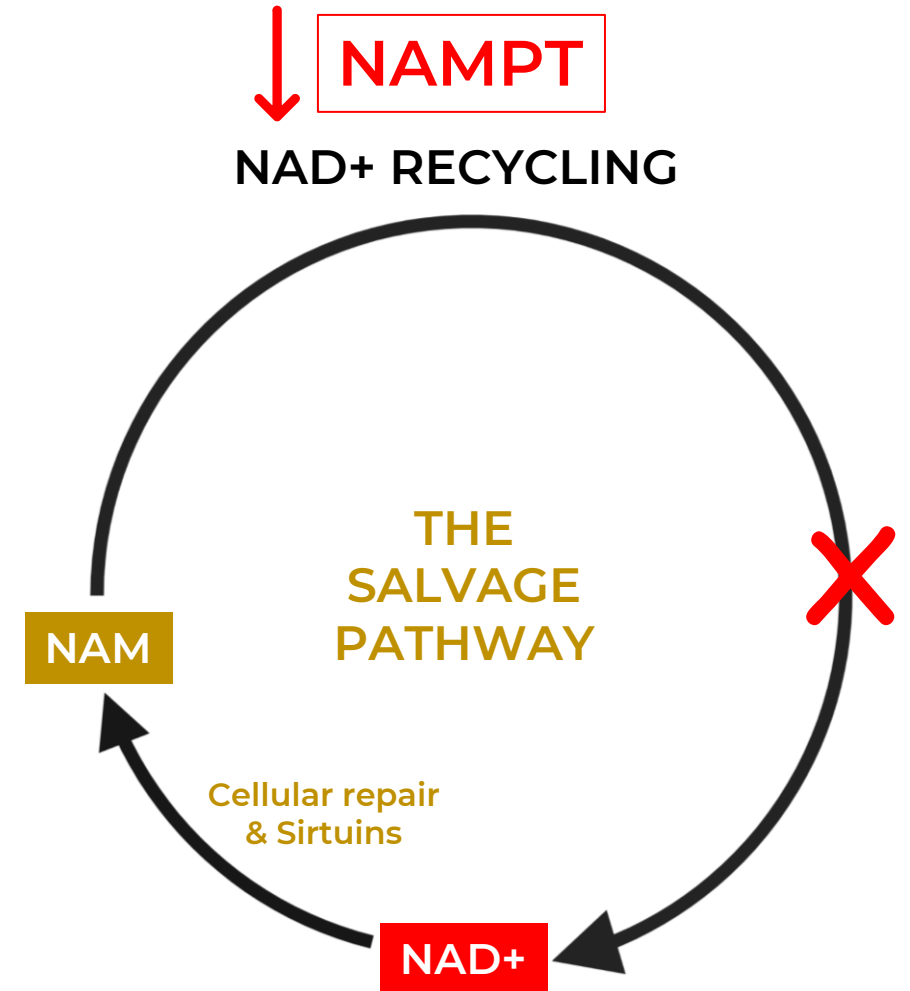 NAMPT
NAD+ RECYCLING
THE
SALVAGE
PATHWAY
NAM
Cellular repair
& Sirtuins
NAD+